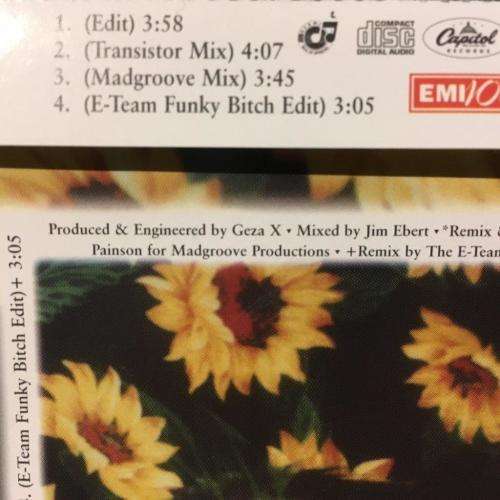 1. (Edit) 3:58
2. (Transistor Mix) 4:07
3. (Madgroove Mix) 3:45
4. (E-Team Funky Bitch Edit) 3:05
COMPACT
disc
DIGITAL AUDIO
Capitol
RECORDS
EMI
Produced & Engineered by Geza X • Mixed by Jim Ebert • *Remix
Painson for Madgroove Productions • +Remix by The E-Team
(E-Team Funky Bitch Edit)+ 3:05